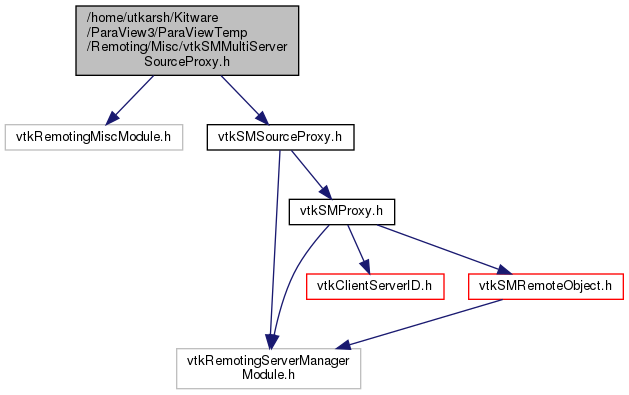 /home/utkarsh/Kitware
/ParaView3/ParaViewTemp
/Remoting/Misc/vtkSMMultiServer
SourceProxy.h
vtkRemotingMiscModule.h
vtkSMSourceProxy.h
vtkSMProxy.h
vtkClientServerID.h
vtkSMRemoteObject.h
vtkRemotingServerManager
Module.h